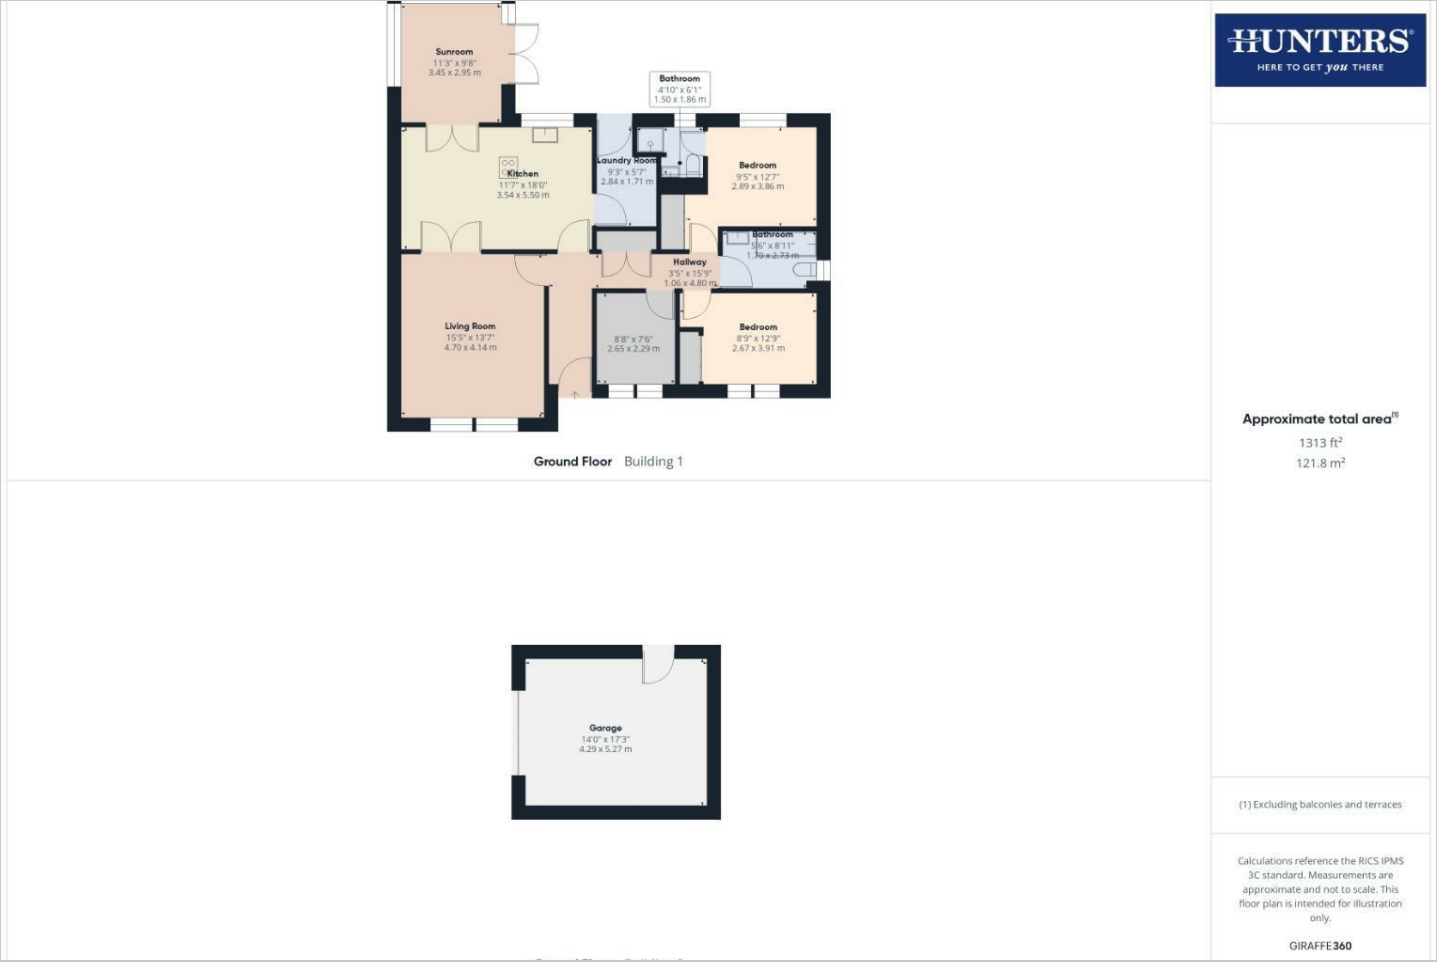 Sunroom
11'3" x 9'8"
3.45 x 2.95 m
Bathroom
4'10" x 6'1"
1.50 x 1.86 m
Kitchen
11'7" x 18'0"
3.54 x 5.50 m
Laundry Room
9'3" x 5'7"
2.84 x 1.71 m
Bedroom
9'5" x 12'7"
2.89 x 3.86 m
Bathroom
5'6" x 8'11"
1.70 x 2.73 m
Hallway
3'5" x 15'9"
1.06 x 4.80 m
Living Room
15'5" x 13'7"
4.70 x 4.14 m
8'8" x 7'6"
2.65 x 2.29 m
Bedroom
8'9" x 12'9"
2.67 x 3.91 m
Ground Floor Building 1
Garage
14'0" x 17'3"
4.29 x 5.27 m
HUNTERS®
HERE TO GET you THERE
Approximate total area(1)
1313 ft²
121.8 m²
(1) Excluding balconies and terraces
Calculations reference the RICS IPMS
3C standard. Measurements are
approximate and not to scale. This
floor plan is intended for illustration
only.
GIRAFFE360